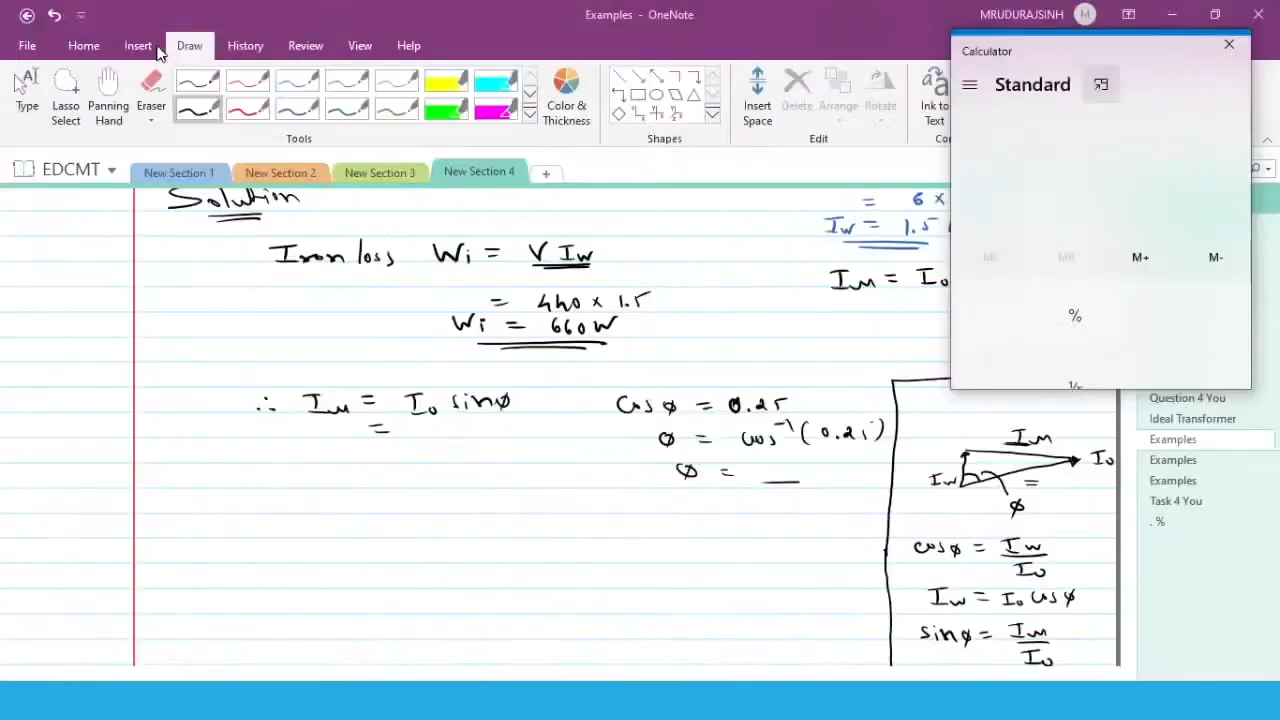 Examples - OneNote
MRUDURAJSINH M
File Home Insert Draw History Review View Help
Type
Lasso Select
Panning Hand
Eraser
Color & Thickness
Insert Space
Delete Arrange Rotate
Ink to Text
Tools
Shapes
Edit
Calculator
Standard
MR
M+
M-
%
EDCMT
New Section 1
New Section 2
New Section 3
New Section 4
+
Solution
= 6 ×
Iw = 1.5
Iron loss Wi = V Iw
Im = Io
= 440 × 1.5
Wi = 660W
∴ Im = Io sinφ
=
cosφ = 0.25
φ = cos⁻¹(0.25)
φ =
Im
Iw
Io
φ
cosφ = Iw
Io
Iw = Io cosφ
sinφ = Im
Io
Question 4 You
Ideal Transformer
Examples
Examples
Examples
Task 4 You
. %